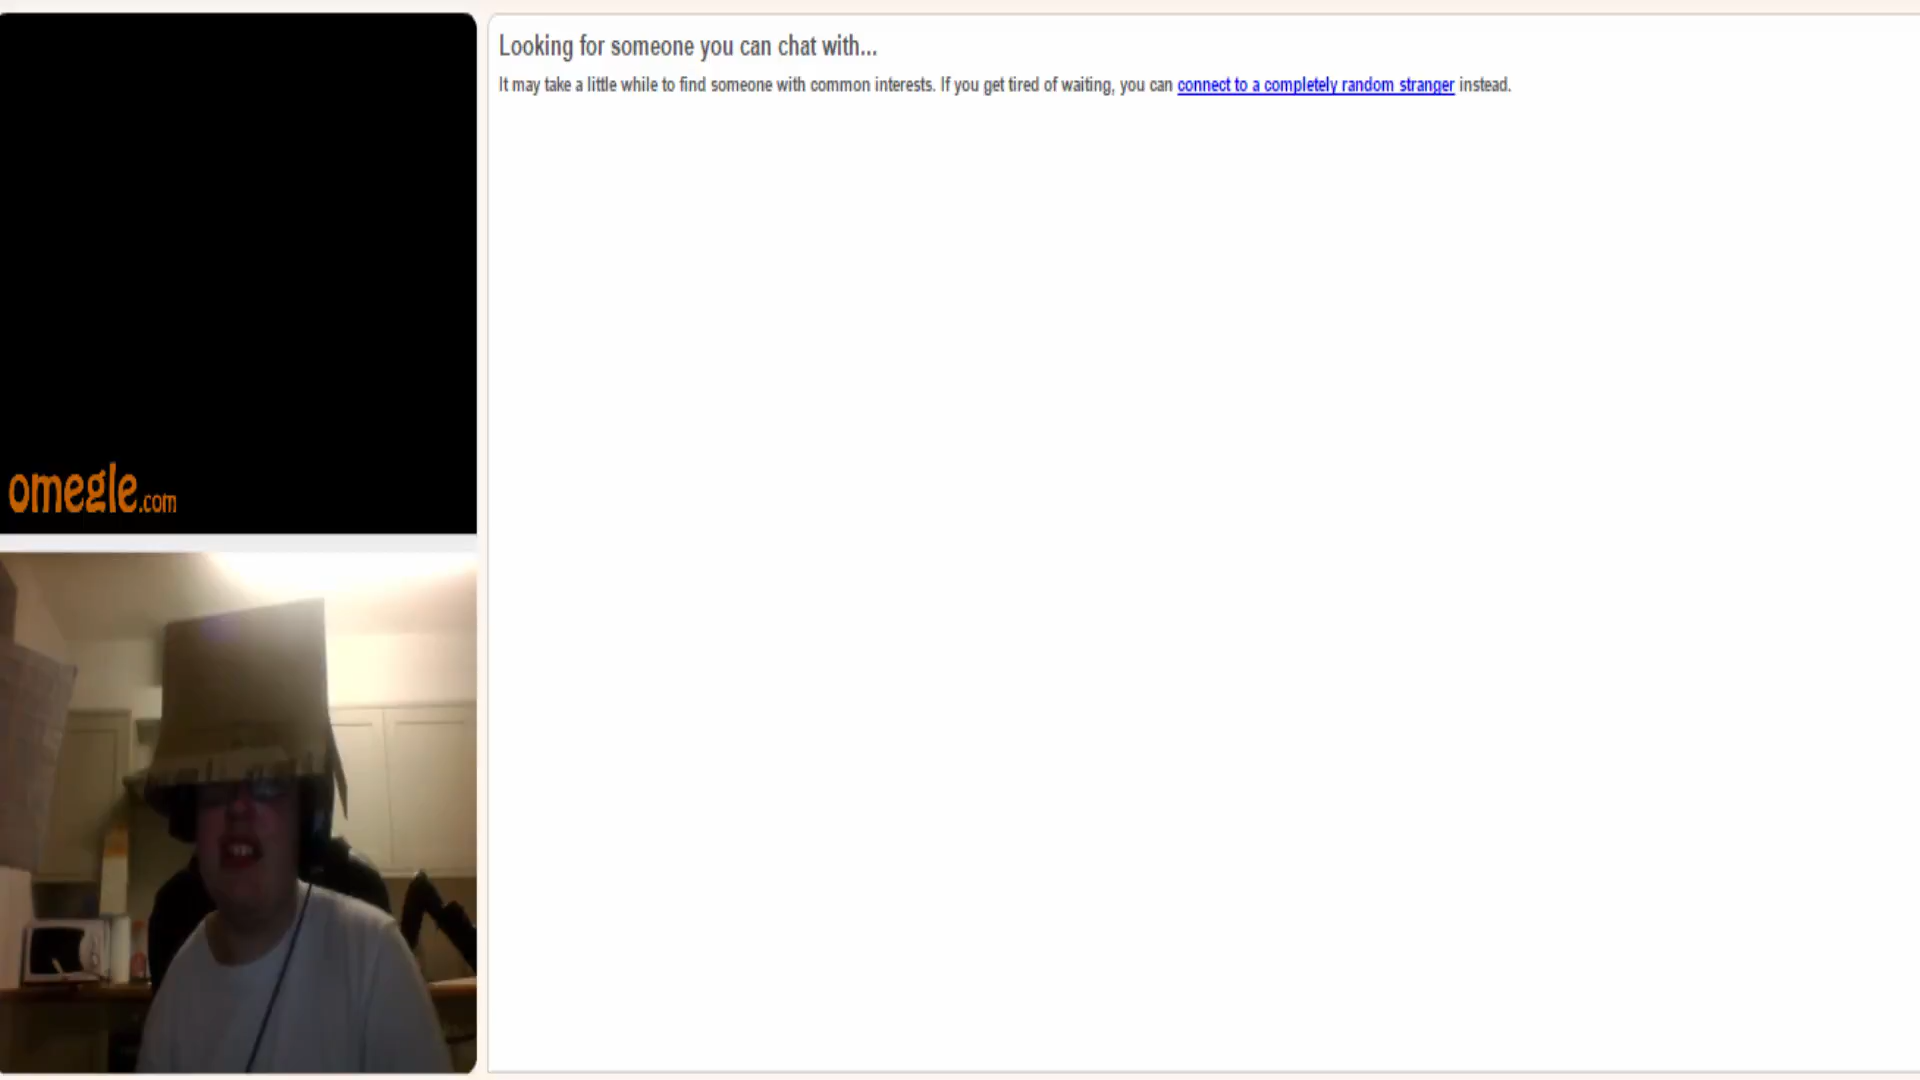 Looking for someone you can chat with...
It may take a little while to find someone with common interests. If you get tired of waiting, you can connect to a completely random stranger instead.
omegle.com